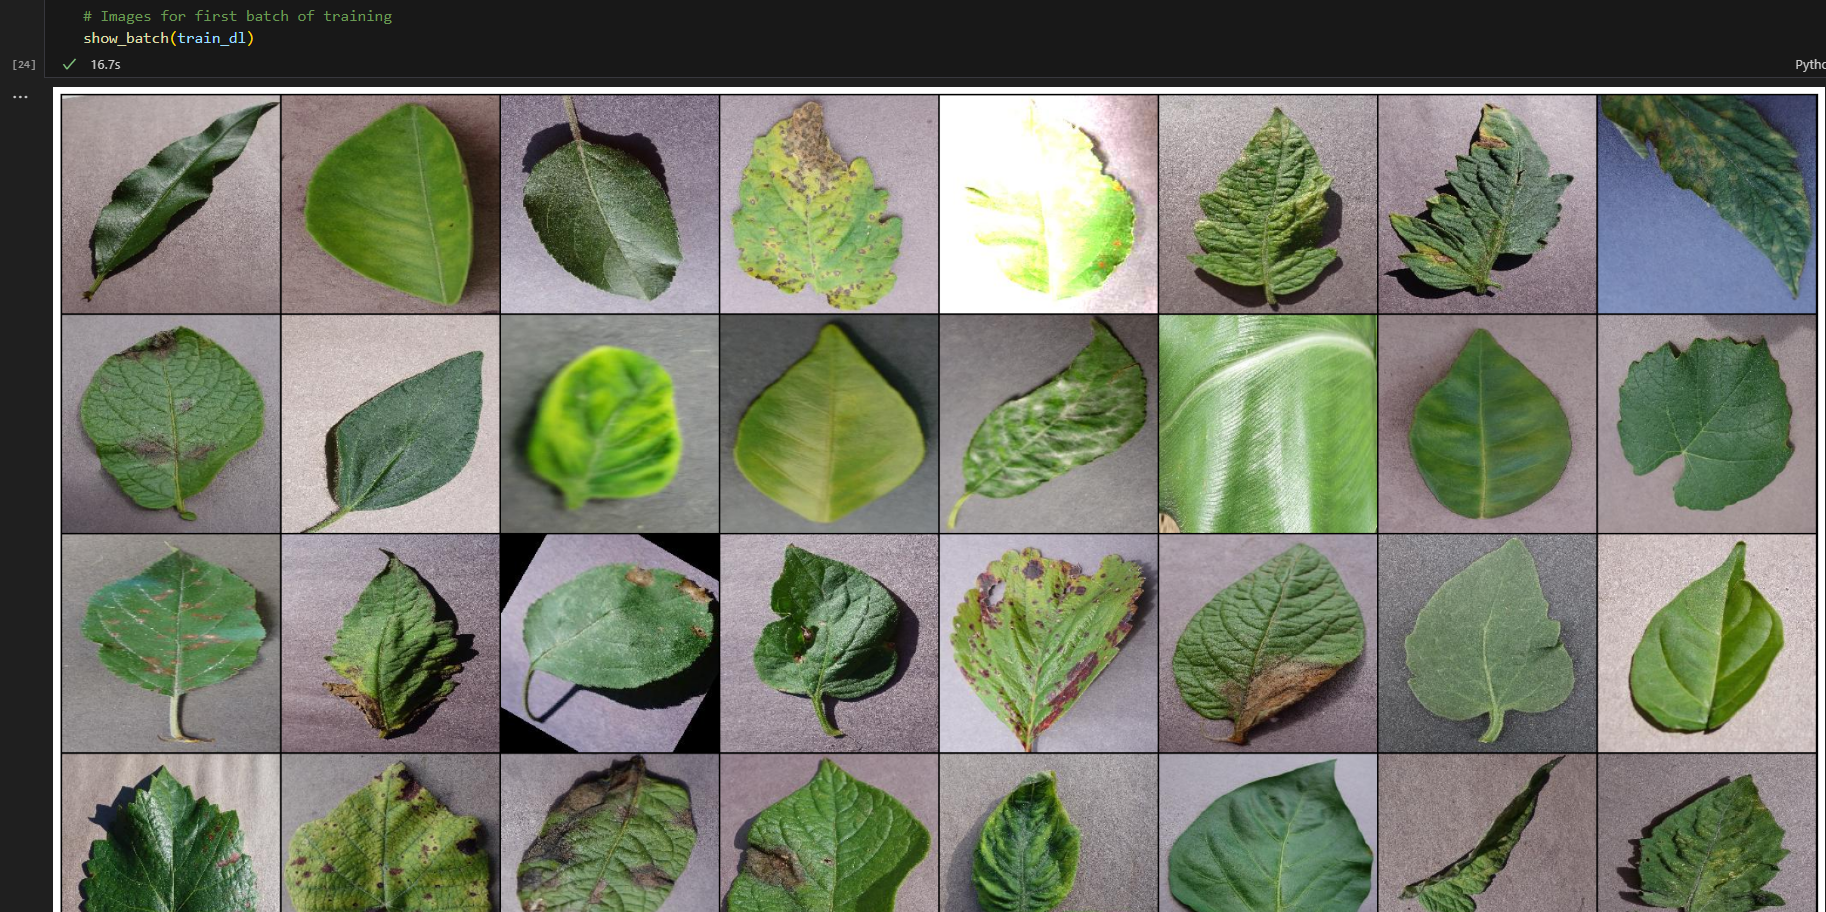 # Images for first batch of training
show_batch(train_dl)
[24]
16.7s
Pytho
...